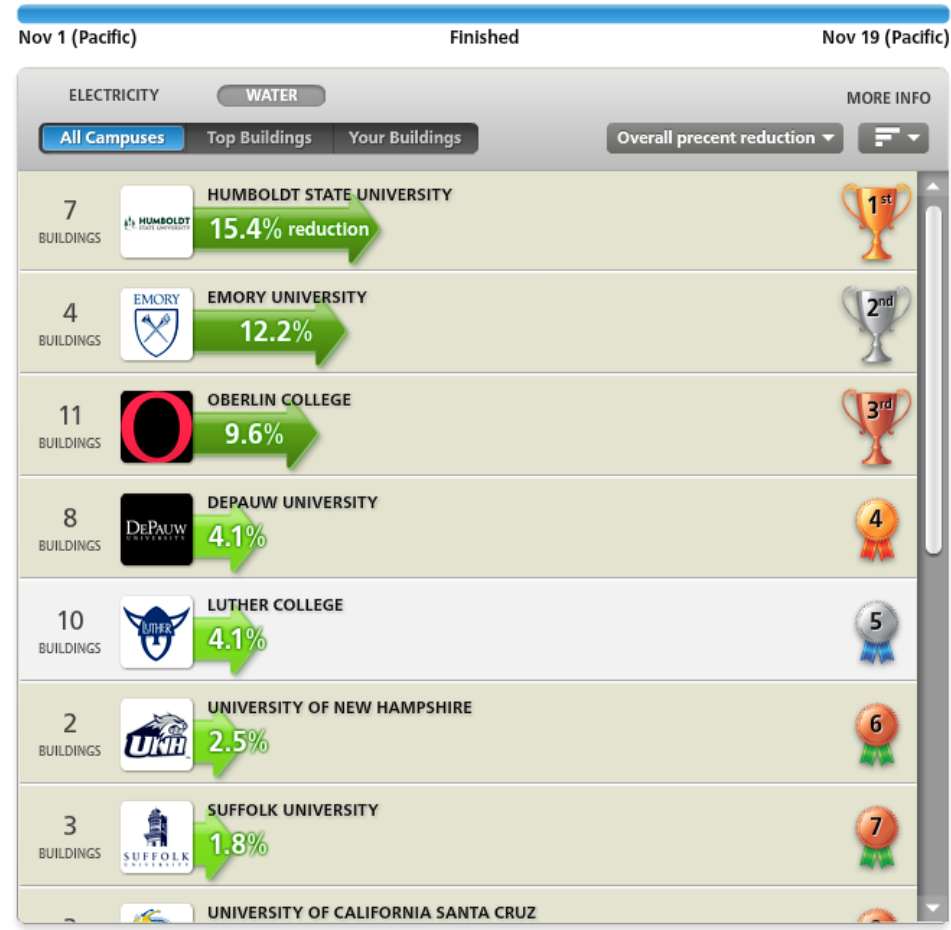 Nov 1 (Pacific) Finished Nov 19 (Pacific)
ELECTRICITY WATER MORE INFO
All Campuses Top Buildings Your Buildings Overall precent reduction
HUMBOLDT STATE UNIVERSITY
7 BUILDINGS HUMBOLDT STATE UNIVERSITY 15.4% reduction 1st
EMORY UNIVERSITY
4 BUILDINGS EMORY 12.2% 2nd
OBERLIN COLLEGE
11 BUILDINGS O 9.6% 3rd
DEPAUW UNIVERSITY
8 BUILDINGS DEPAUW UNIVERSITY 4.1% 4
LUTHER COLLEGE
10 BUILDINGS LUTHER 4.1% 5
UNIVERSITY OF NEW HAMPSHIRE
2 BUILDINGS UNH 2.5% 6
SUFFOLK UNIVERSITY
3 BUILDINGS SUFFOLK UNIVERSITY 1.8% 7
UNIVERSITY OF CALIFORNIA SANTA CRUZ